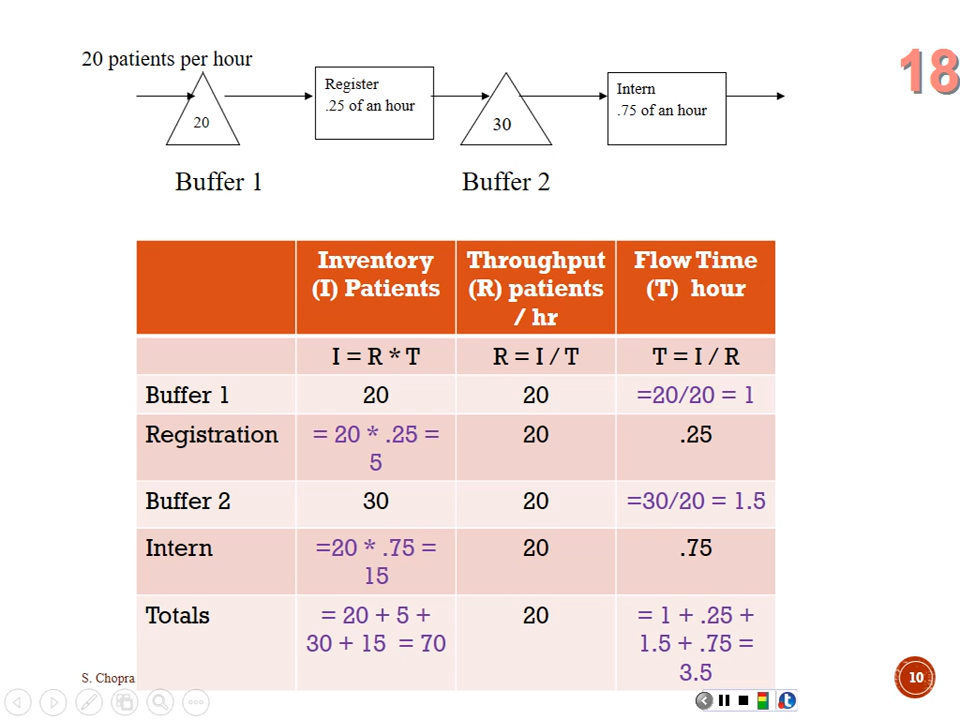 20 patients per hour
18
Register
.25 of an hour
Intern
.75 of an hour
20
30
Buffer 1
Buffer 2
Inventory (I) Patients
Throughput (R) patients / hr
Flow Time (T) hour
I = R * T
R = I / T
T = I / R
Buffer 1
20
20
=20/20 = 1
Registration
= 20 * .25 =
5
20
.25
Buffer 2
30
20
=30/20 = 1.5
Intern
=20 * .75 =
15
20
.75
Totals
= 20 + 5 +
30 + 15 = 70
20
= 1 + .25 +
1.5 + .75 =
3.5
S. Chopra
10